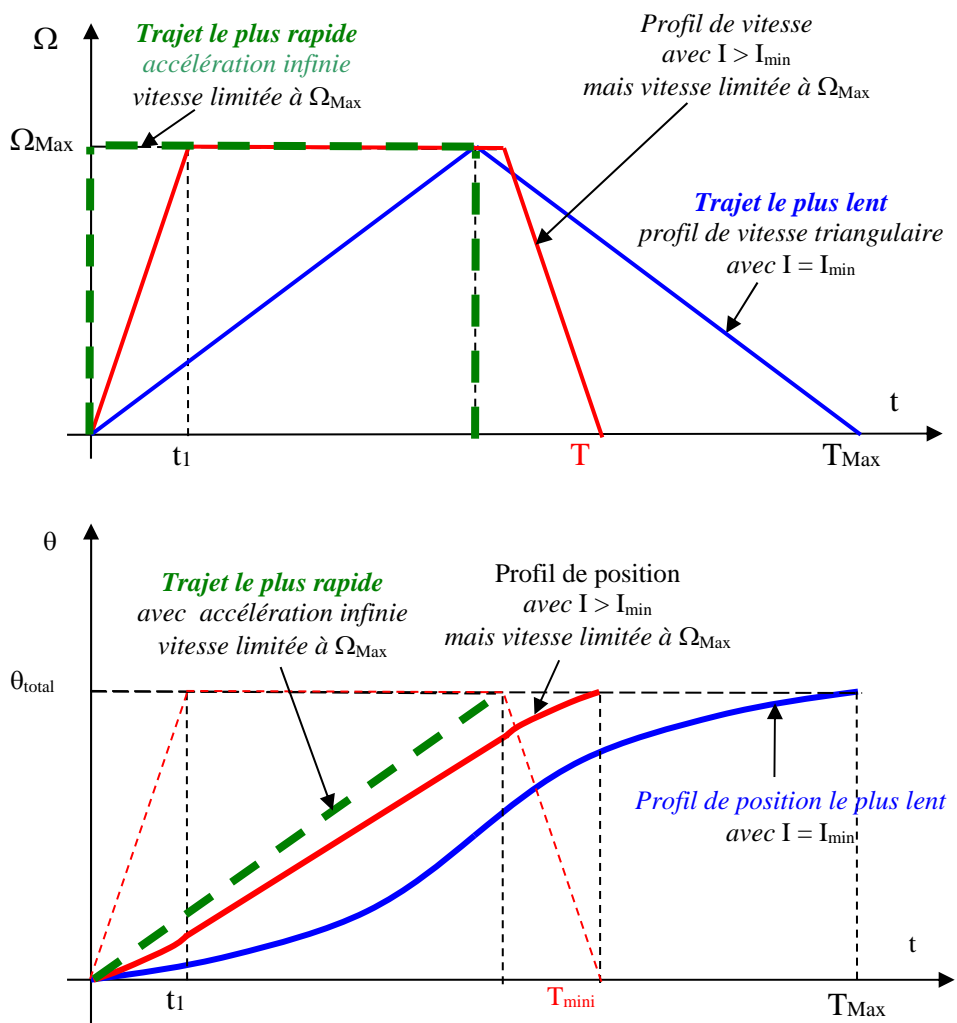 Ω
Trajet le plus rapide
accélération infinie
vitesse limitée à ΩMax
Profil de vitesse
avec I > Imin
mais vitesse limitée à ΩMax
ΩMax
Trajet le plus lent
profil de vitesse triangulaire
avec I = Imin
t
t1
T
TMax
θ
Trajet le plus rapide
avec accélération infinie
vitesse limitée à ΩMax
Profil de position
avec I > Imin
mais vitesse limitée à ΩMax
θtotal
Profil de position le plus lent
avec I = Imin
t
t1
Tmini
TMax